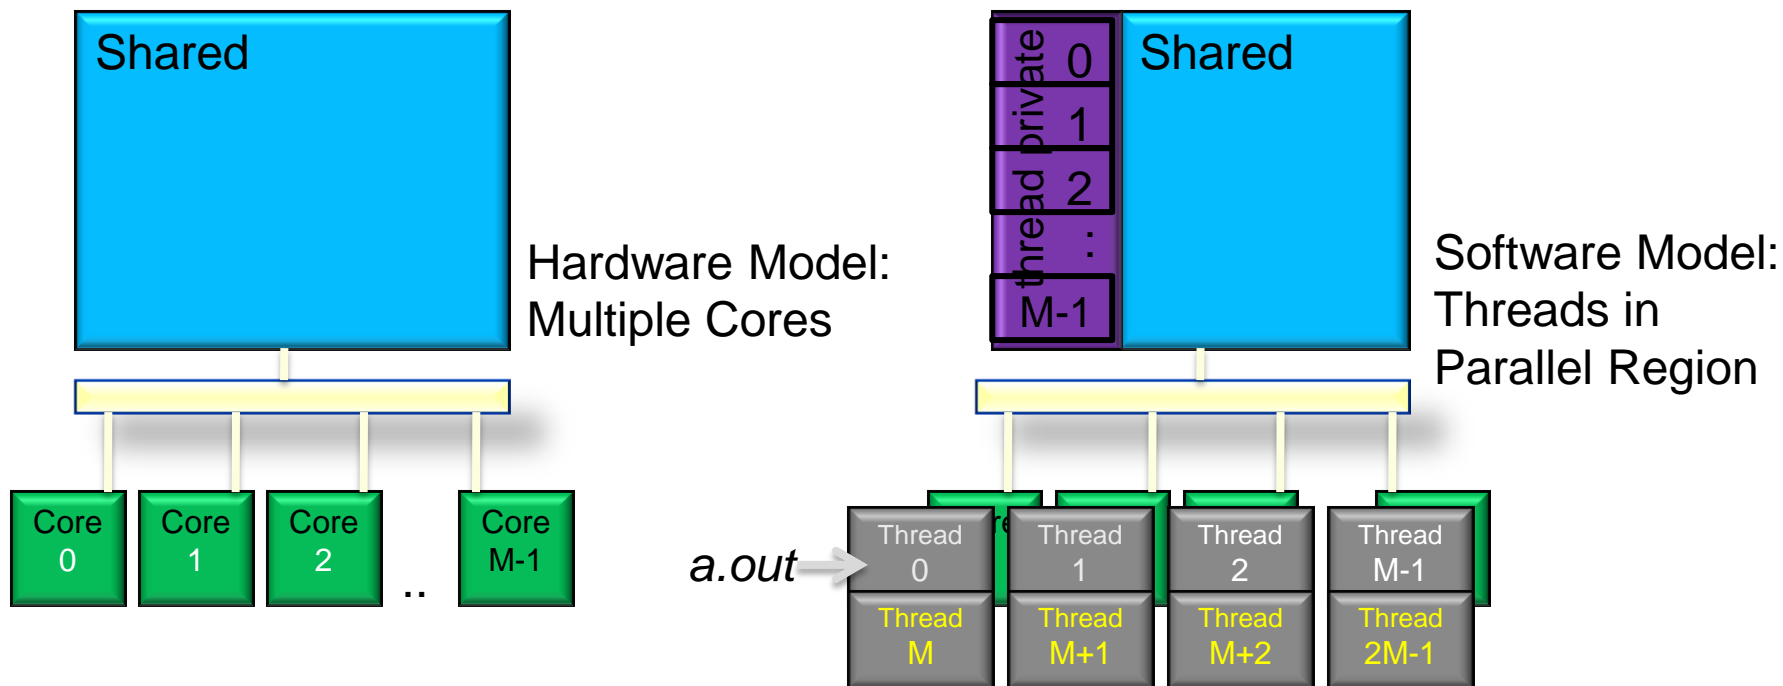 Shared
Hardware Model:
Multiple Cores
Core
0
Core
1
Core
2
..
Core
M-1
thread private
0
1
2
:
M-1
Shared
Software Model:
Threads in
Parallel Region
a.out
Thread
0
Thread
1
Thread
2
Thread
M-1
Thread
M
Thread
M+1
Thread
M+2
Thread
2M-1